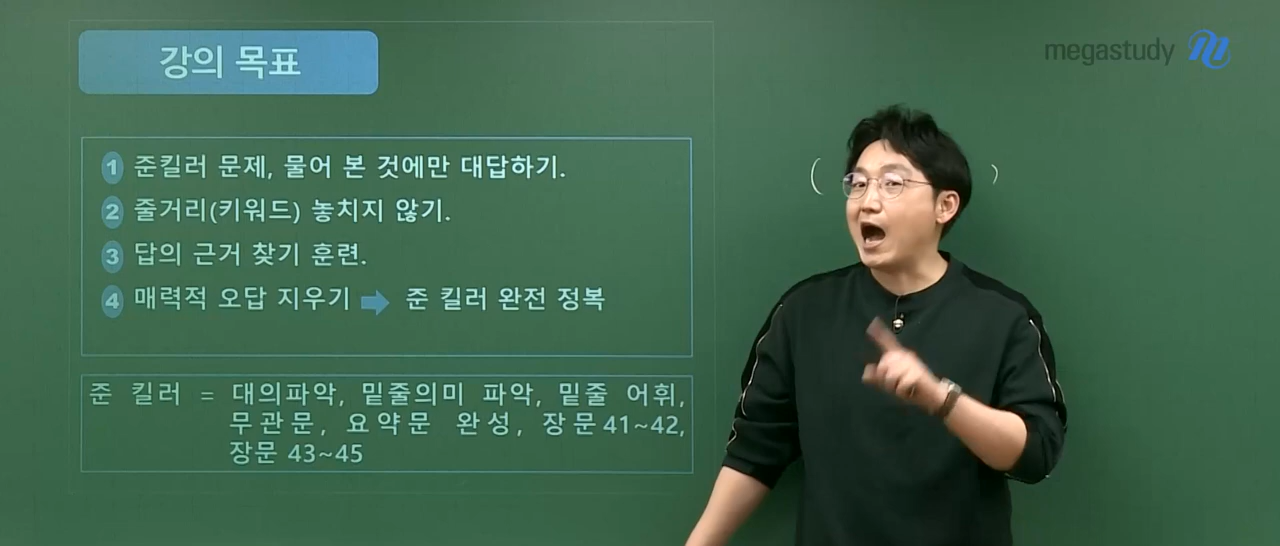 강의 목표
megastudy
1 준킬러 문제, 물어 본 것에만 대답하기.
2 줄거리(키워드) 놓치지 않기.
3 답의 근거 찾기 훈련.
4 매력적 오답 지우기 ➡ 준 킬러 완전 정복
준 킬러 = 대의파악, 밑줄의미 파악, 밑줄 어휘,
무관문, 요약문 완성, 장문41~42,
장문 43~45
( )